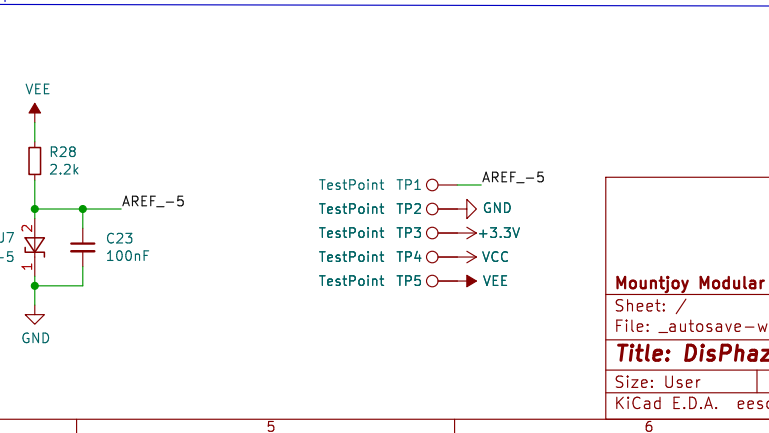 VEE
R28
2.2k
AREF_-5
2
J7
-5
1
C23
100nF
GND
TestPoint TP1 AREF_-5
TestPoint TP2 GND
TestPoint TP3 +3.3V
TestPoint TP4 VCC
TestPoint TP5 VEE
Mountjoy Modular
Sheet: /
File: _autosave-w
Title: DisPhaz
Size: User
KiCad E.D.A. eesc
5
6